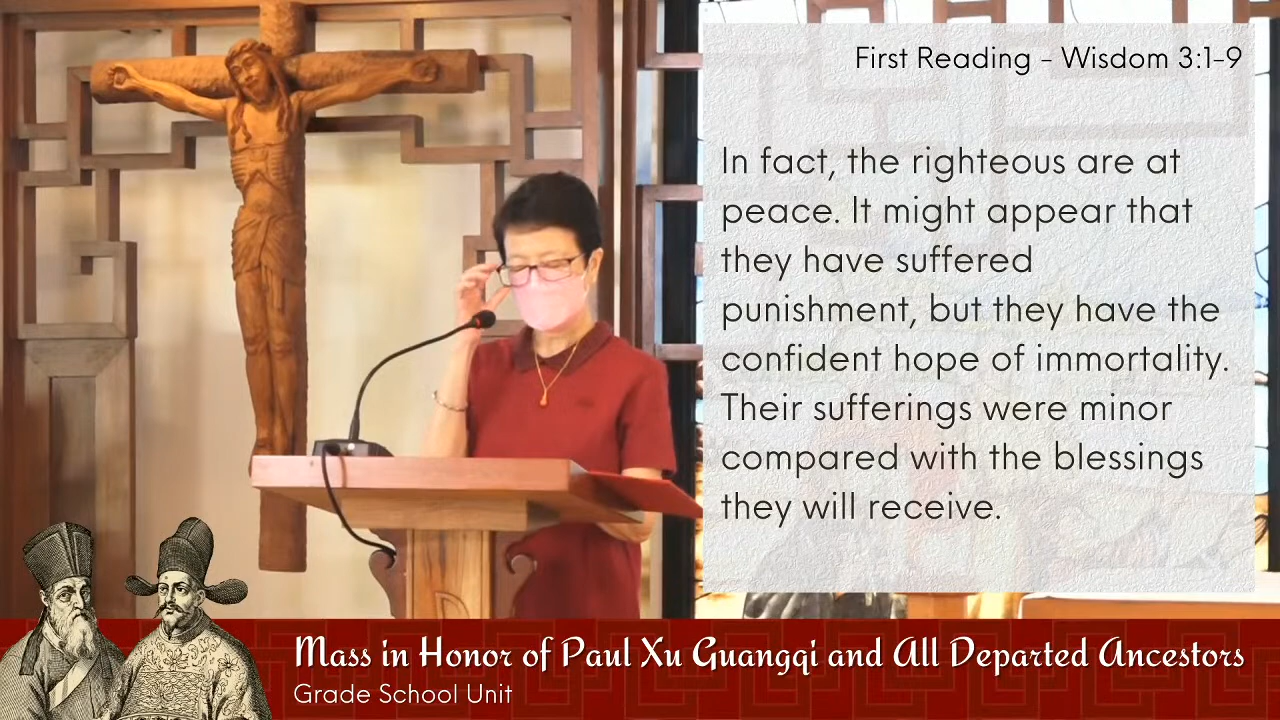 First Reading - Wisdom 3:1-9
In fact, the righteous are at
peace. It might appear that
they have suffered
punishment, but they have the
confident hope of immortality.
Their sufferings were minor
compared with the blessings
they will receive.
Mass in Honor of Paul Xu Guangqi and All Departed Ancestors
Grade School Unit